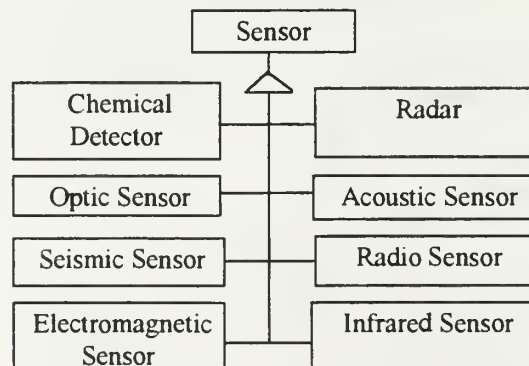 Sensor
Chemical
Detector
Radar
Optic Sensor
Acoustic Sensor
Seismic Sensor
Radio Sensor
Electromagnetic
Sensor
Infrared Sensor